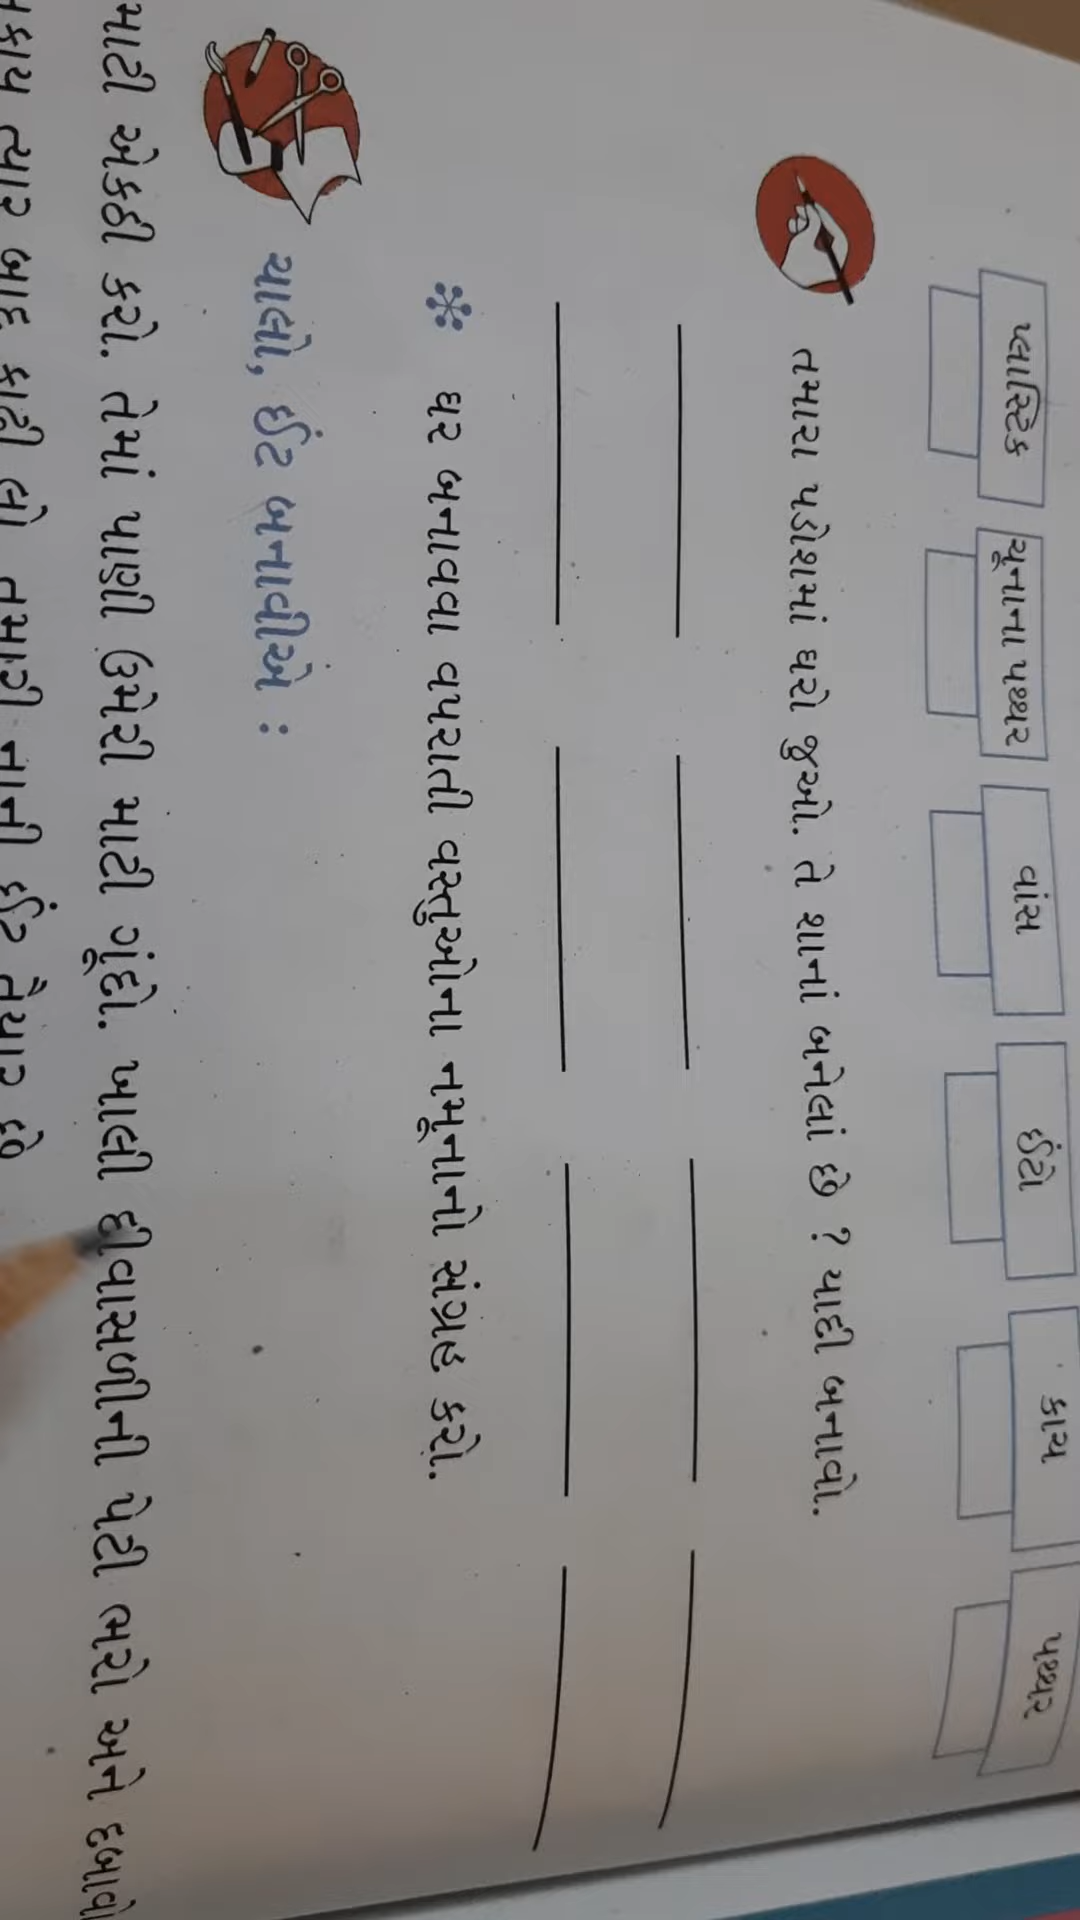 પ્લાસ્ટિક ચૂનાના પથ્થર વાંસ ઈંટો કાચ પથ્થર
તમારા પડોશમાં ઘરો જુઓ. તે શાનાં બનેલાં છે ? યાદી બનાવો.
ઘર બનાવવા વપરાતી વસ્તુઓના નમૂનાનો સંગ્રહ કરો.
ચાલો, ઈંટ બનાવીએ :
માટી એકઠી કરો. તેમાં પાણી ઉમેરી માટી ગૂંદો. ખાલી દીવાસળીની પેટી ભરો અને દબાવો
ત્યાર બાદ કાઢી લો તમારી નાની ઈંટ તૈયાર છે